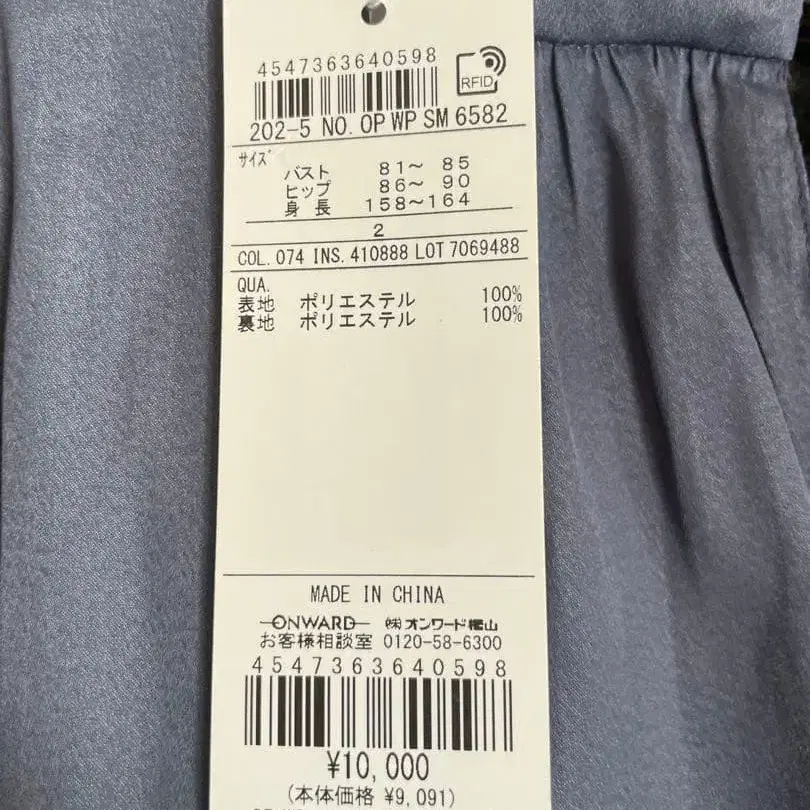 4547363640598
RFID
202-5 NO. OP WP SM 6582
サイズ
バスト 81〜 85
ヒップ 86〜 90
身長 158〜164
2
COL. 074 INS. 410888 LOT 7069488
QUA.
表地 ポリエステル 100%
裏地 ポリエステル 100%
MADE IN CHINA
ONWARD ㈱オンワード樫山
お客様相談室 0120-58-6300
4547363640598
¥10,000
(本体価格 ¥9,091)